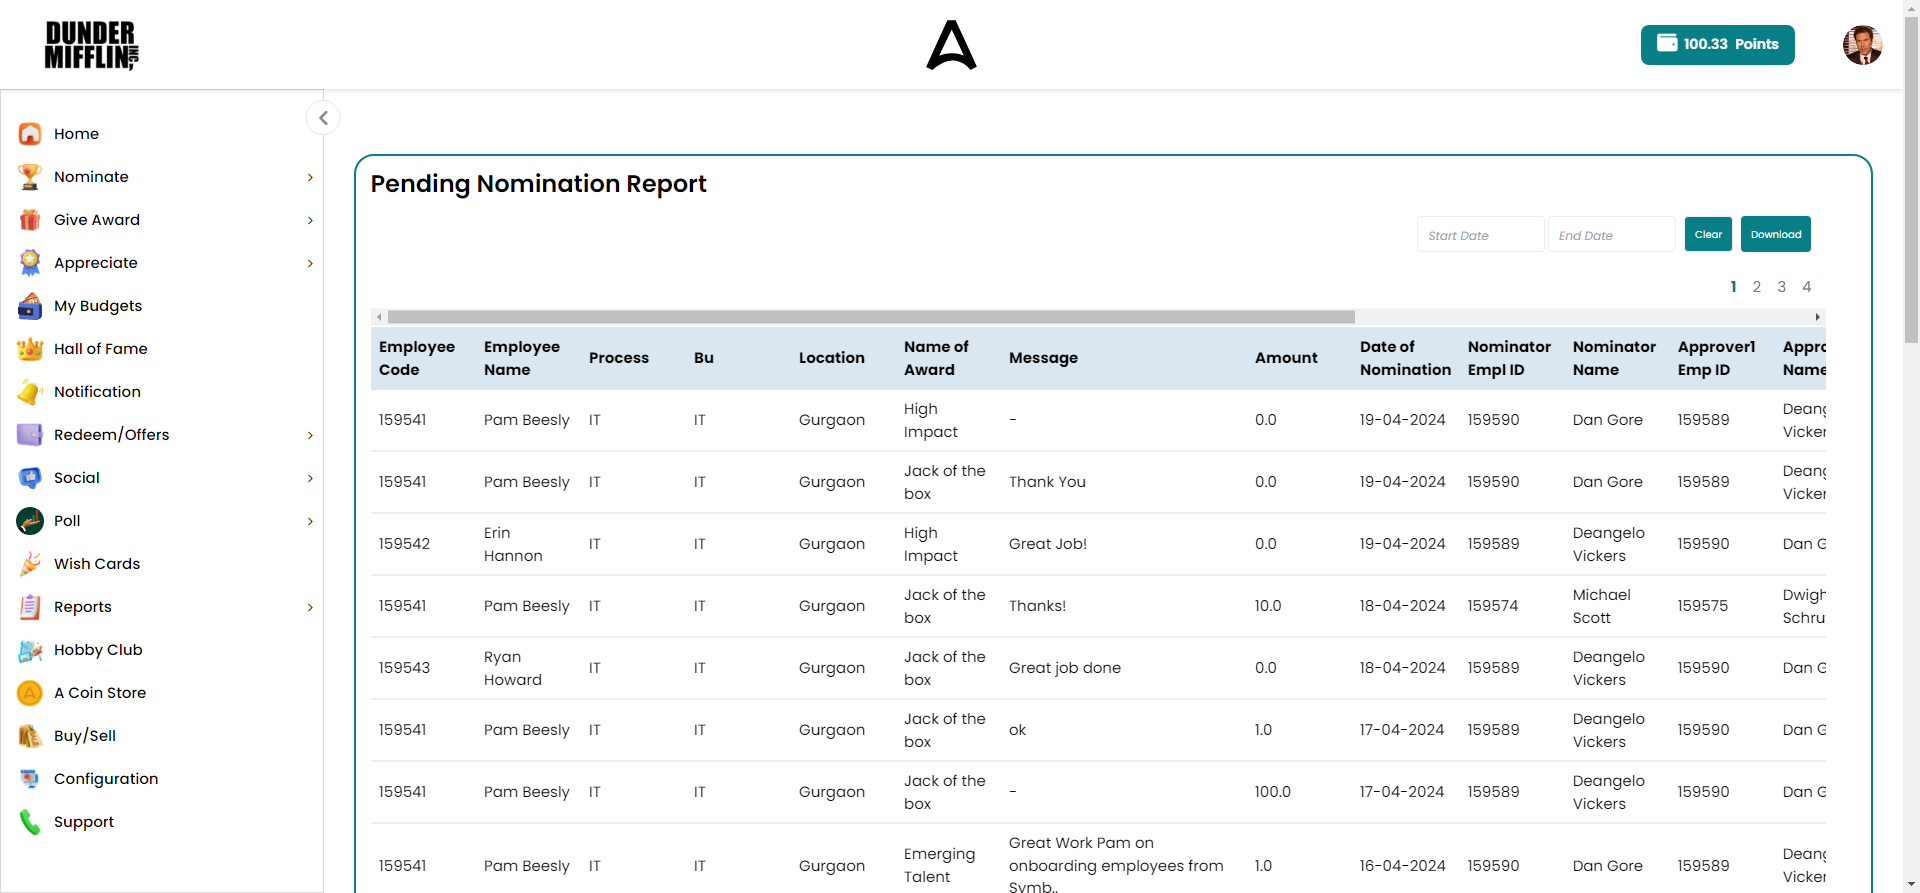 DUNDER
MIFFLIN INC,
100.33 Points
Home
Nominate
Give Award
Appreciate
My Budgets
Hall of Fame
Notification
Redeem/Offers
Social
Poll
Wish Cards
Reports
Hobby Club
A Coin Store
Buy/Sell
Configuration
Support
Pending Nomination Report
Start Date End Date Clear Download
1 2 3 4
Employee Code Employee Name Process Bu Location Name of Award Message Amount Date of Nomination Nominator Empl ID Nominator Name Approver1 Emp ID Appro Name
159541 Pam Beesly IT IT Gurgaon High Impact - 0.0 19-04-2024 159590 Dan Gore 159589 Deang Vicker
159541 Pam Beesly IT IT Gurgaon Jack of the box Thank You 0.0 19-04-2024 159590 Dan Gore 159589 Deang Vicker
159542 Erin Hannon IT IT Gurgaon High Impact Great Job! 0.0 19-04-2024 159589 Deangelo Vickers 159590 Dan G
159541 Pam Beesly IT IT Gurgaon Jack of the box Thanks! 10.0 18-04-2024 159574 Michael Scott 159575 Dwigh Schru
159543 Ryan Howard IT IT Gurgaon Jack of the box Great job done 0.0 18-04-2024 159589 Deangelo Vickers 159590 Dan G
159541 Pam Beesly IT IT Gurgaon Jack of the box ok 1.0 17-04-2024 159589 Deangelo Vickers 159590 Dan G
159541 Pam Beesly IT IT Gurgaon Jack of the box - 100.0 17-04-2024 159589 Deangelo Vickers 159590 Dan G
159541 Pam Beesly IT IT Gurgaon Emerging Talent Great Work Pam on onboarding employees from Symb.. 1.0 16-04-2024 159590 Dan Gore 159589 Deang Vicker